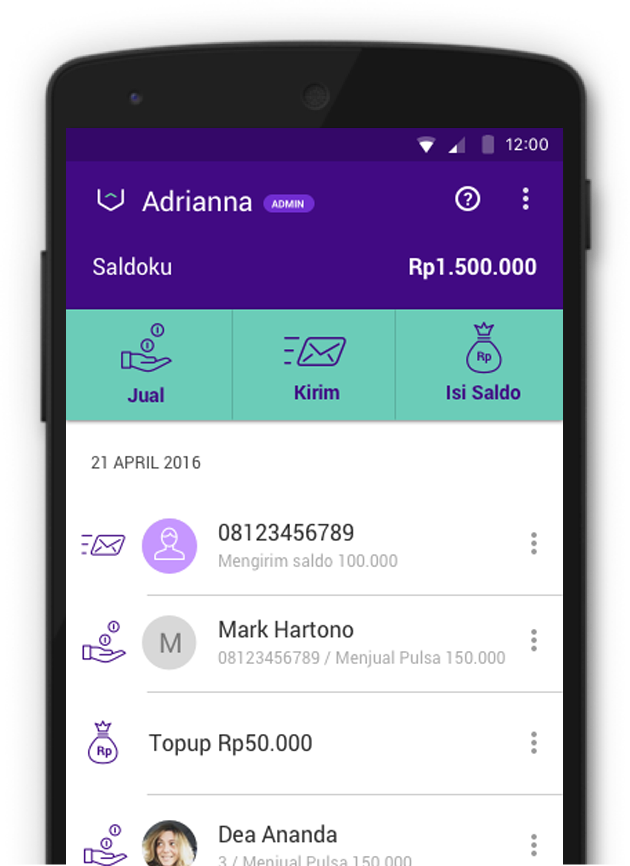 12:00
Adrianna ADMIN
Saldoku Rp1.500.000
Rp
Jual Kirim Isi Saldo
21 APRIL 2016
08123456789
Mengirim saldo 100.000
M Mark Hartono
08123456789 / Menjual Pulsa 150.000
Rp Topup Rp50.000
Dea Ananda
3 / Menjual Pulsa 150.000